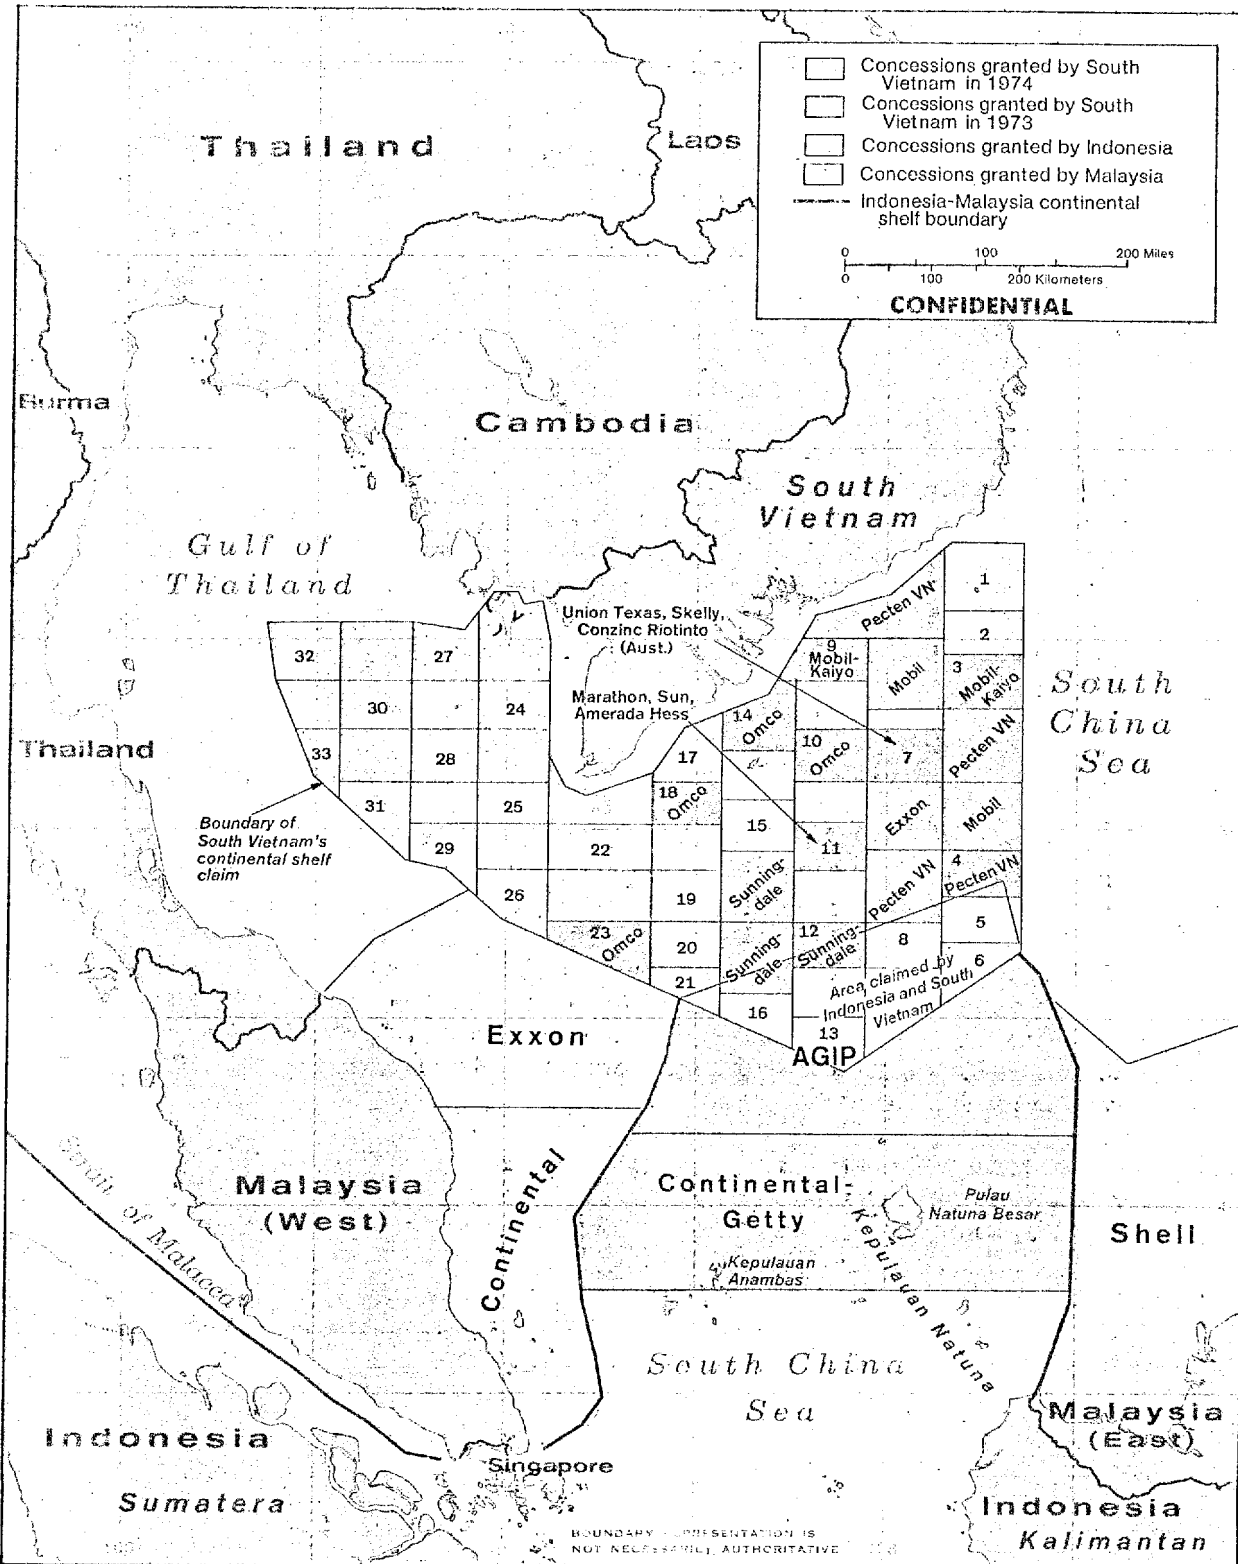 Concessions granted by South
Vietnam in 1974
Concessions granted by South
Vietnam in 1973
Concessions granted by Indonesia
Concessions granted by Malaysia
Indonesia-Malaysia continental
shelf boundary
0 100 200 Miles
0 100 200 Kilometers
CONFIDENTIAL
Thailand
Laos
Burma
Cambodia
South
Vietnam
Gulf of
Thailand
Union Texas, Skelly,
Conzinc Riotinto
(Aust.)
Marathon, Sun,
Amerada Hess
Pecten VN
1
2
9
Mobil-
Kaiyo
Mobil
3
Mobil-
Kaiyo
South
China
Sea
32
27
30
24
14
Omco
10
Omco
7
Pecten VN
Thailand
33
28
17
18
Omco
31
25
15
Exxon
Mobil
Boundary of
South Vietnam's
continental shelf
claim
29
22
11
4
Pecten VN
Pecten VN
26
19
Sunning-
dale
5
23
Omco
20
Sunning-
dale
12
Sunning-
dale
8
6
21
16
13
Area claimed by
Indonesia and South
Vietnam
AGIP
Exxon
Malaysia
(West)
Continental
Continental-
Getty
Pulau
Natuna Besar
Kepulauan
Anambas
Kepulauan Natuna
Shell
Strait of Malacca
South China
Sea
Malaysia
(East)
Indonesia
Sumatera
Singapore
Indonesia
Kalimantan
BOUNDARY REPRESENTATION IS
NOT NECESSARILY AUTHORITATIVE